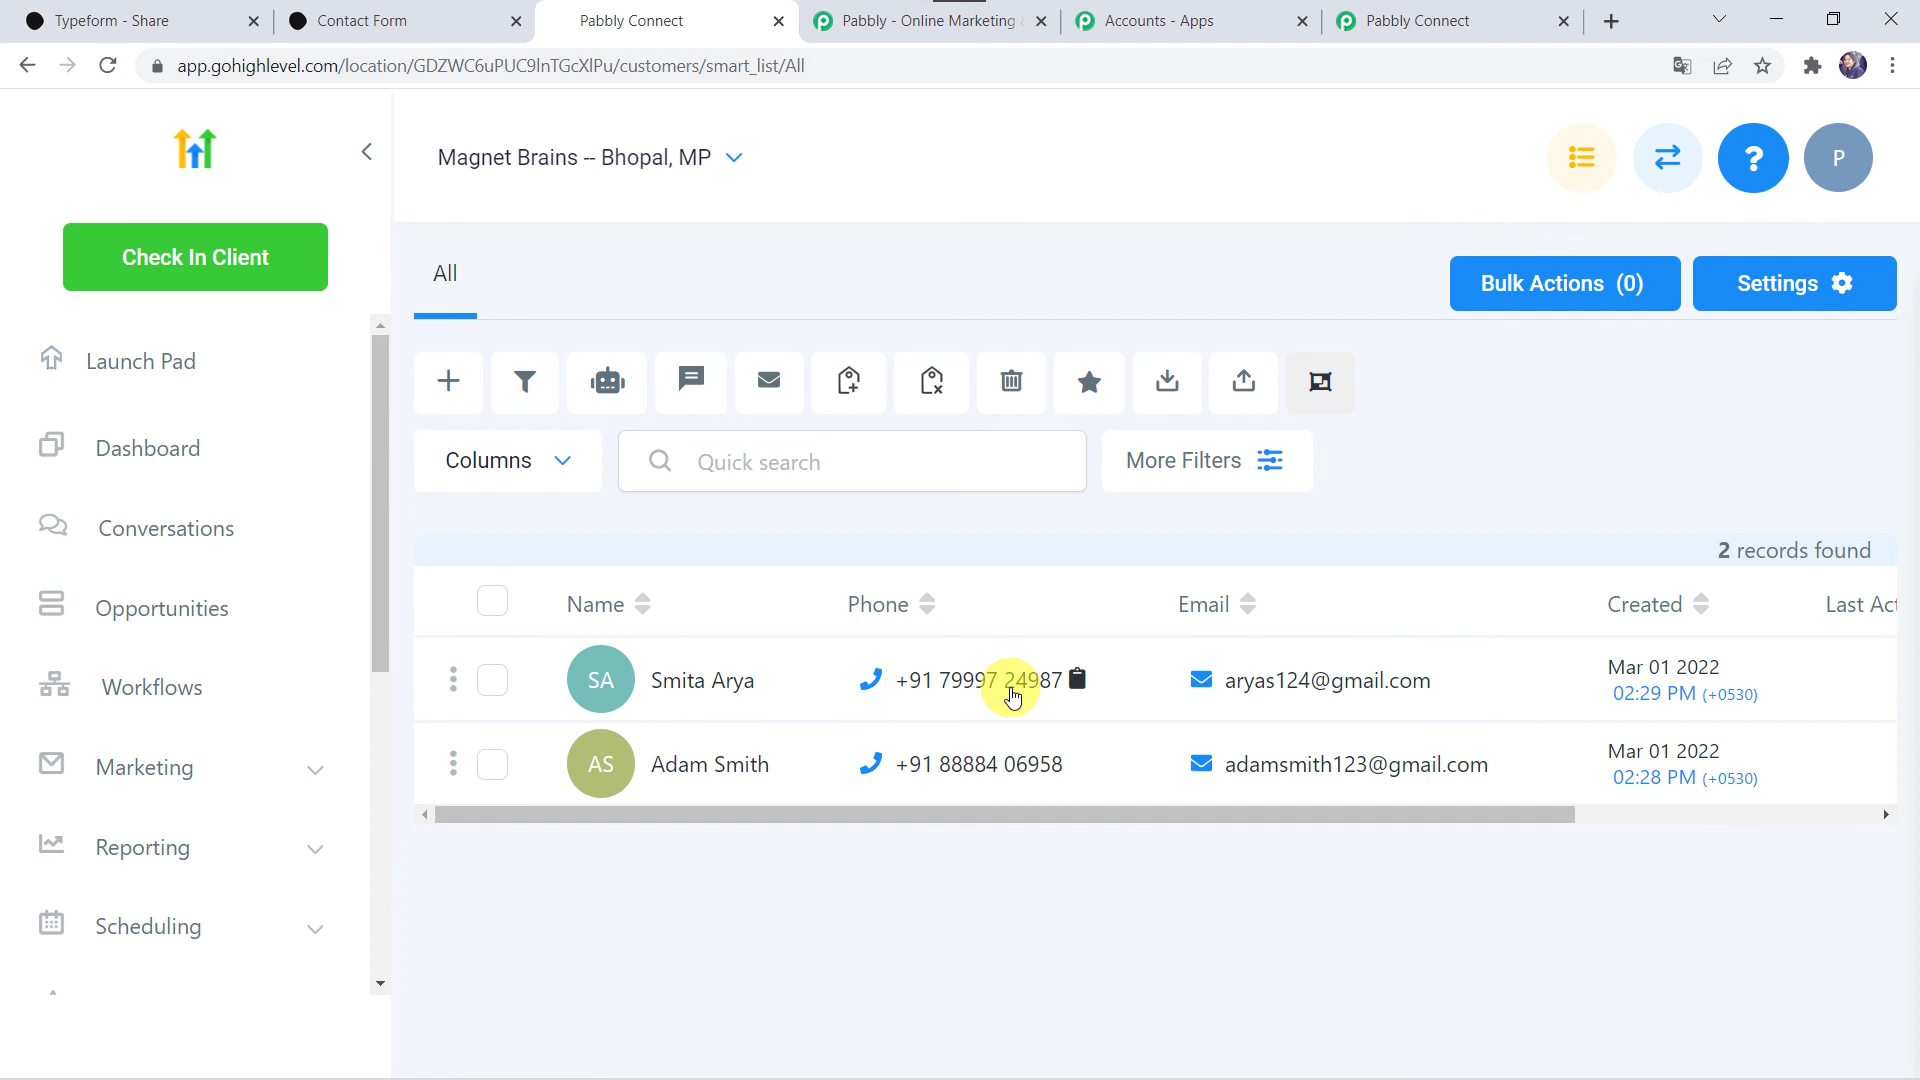 Typeform - Share
Contact Form
Pabbly Connect
Pabbly - Online Marketing
Accounts - Apps
Pabbly Connect
app.gohighlevel.com/location/GDZWC6uPUC9lnTGcXlPu/customers/smart_list/All
Magnet Brains -- Bhopal, MP
?
P
Check In Client
All
Bulk Actions (0)
Settings
Launch Pad
Dashboard
Conversations
Opportunities
Workflows
Marketing
Reporting
Scheduling
Columns
Quick search
More Filters
2 records found
Name
Phone
Email
Created
Last Act
SA
Smita Arya
+91 79997 24987
aryas124@gmail.com
Mar 01 2022
02:29 PM (+0530)
AS
Adam Smith
+91 88884 06958
adamsmith123@gmail.com
Mar 01 2022
02:28 PM (+0530)